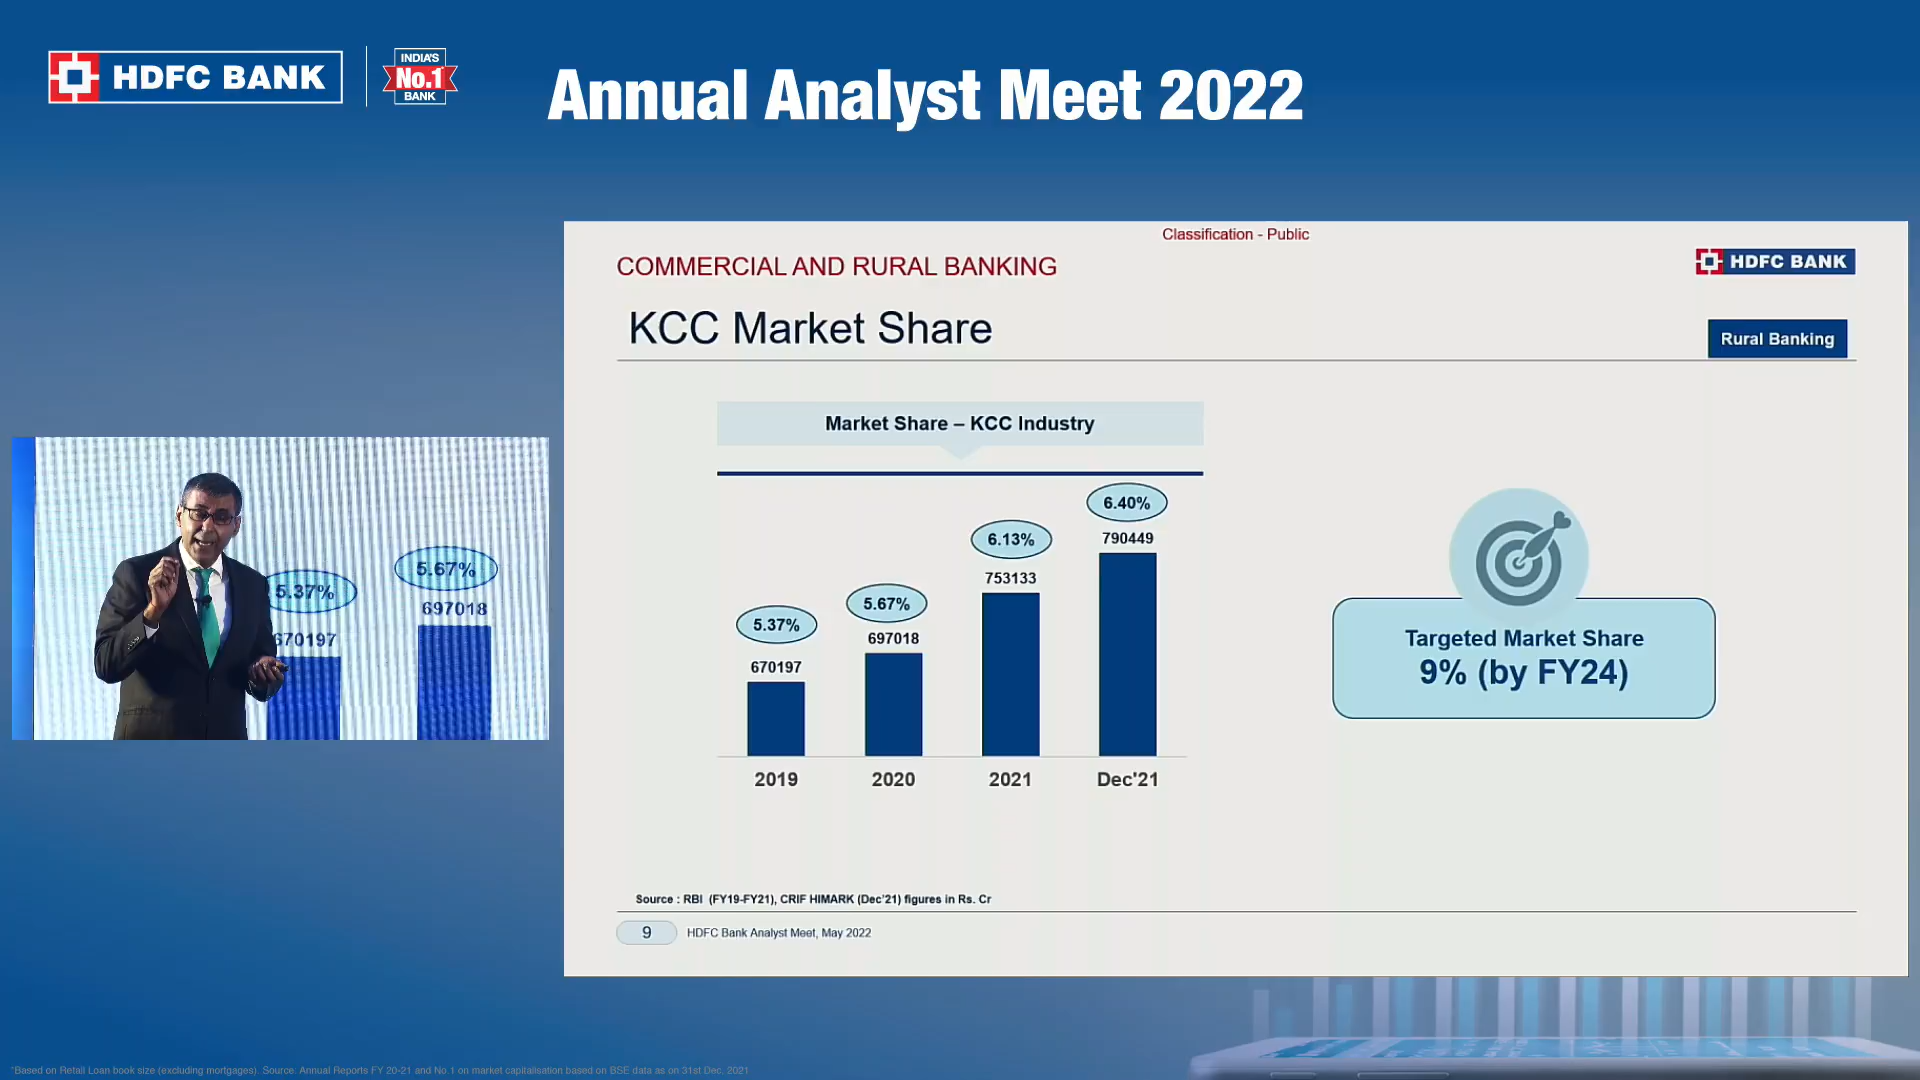 HDFC BANK
INDIA'S
No.1
BANK
Annual Analyst Meet 2022
Classification - Public
COMMERCIAL AND RURAL BANKING
HDFC BANK
KCC Market Share
Rural Banking
Market Share – KCC Industry
6.40%
790449
6.13%
753133
5.67%
697018
5.37%
670197
2019
2020
2021
Dec'21
Targeted Market Share
9% (by FY24)
Source : RBI (FY19-FY21), CRIF HIMARK (Dec'21) figures in Rs. Cr
9
HDFC Bank Analyst Meet, May 2022
5.37%
670197
5.67%
697018
*Based on Retail Loan book size (excluding mortgages). Source: Annual Reports FY 20-21 and No.1 on market capitalisation based on BSE data as on 31st Dec, 2021